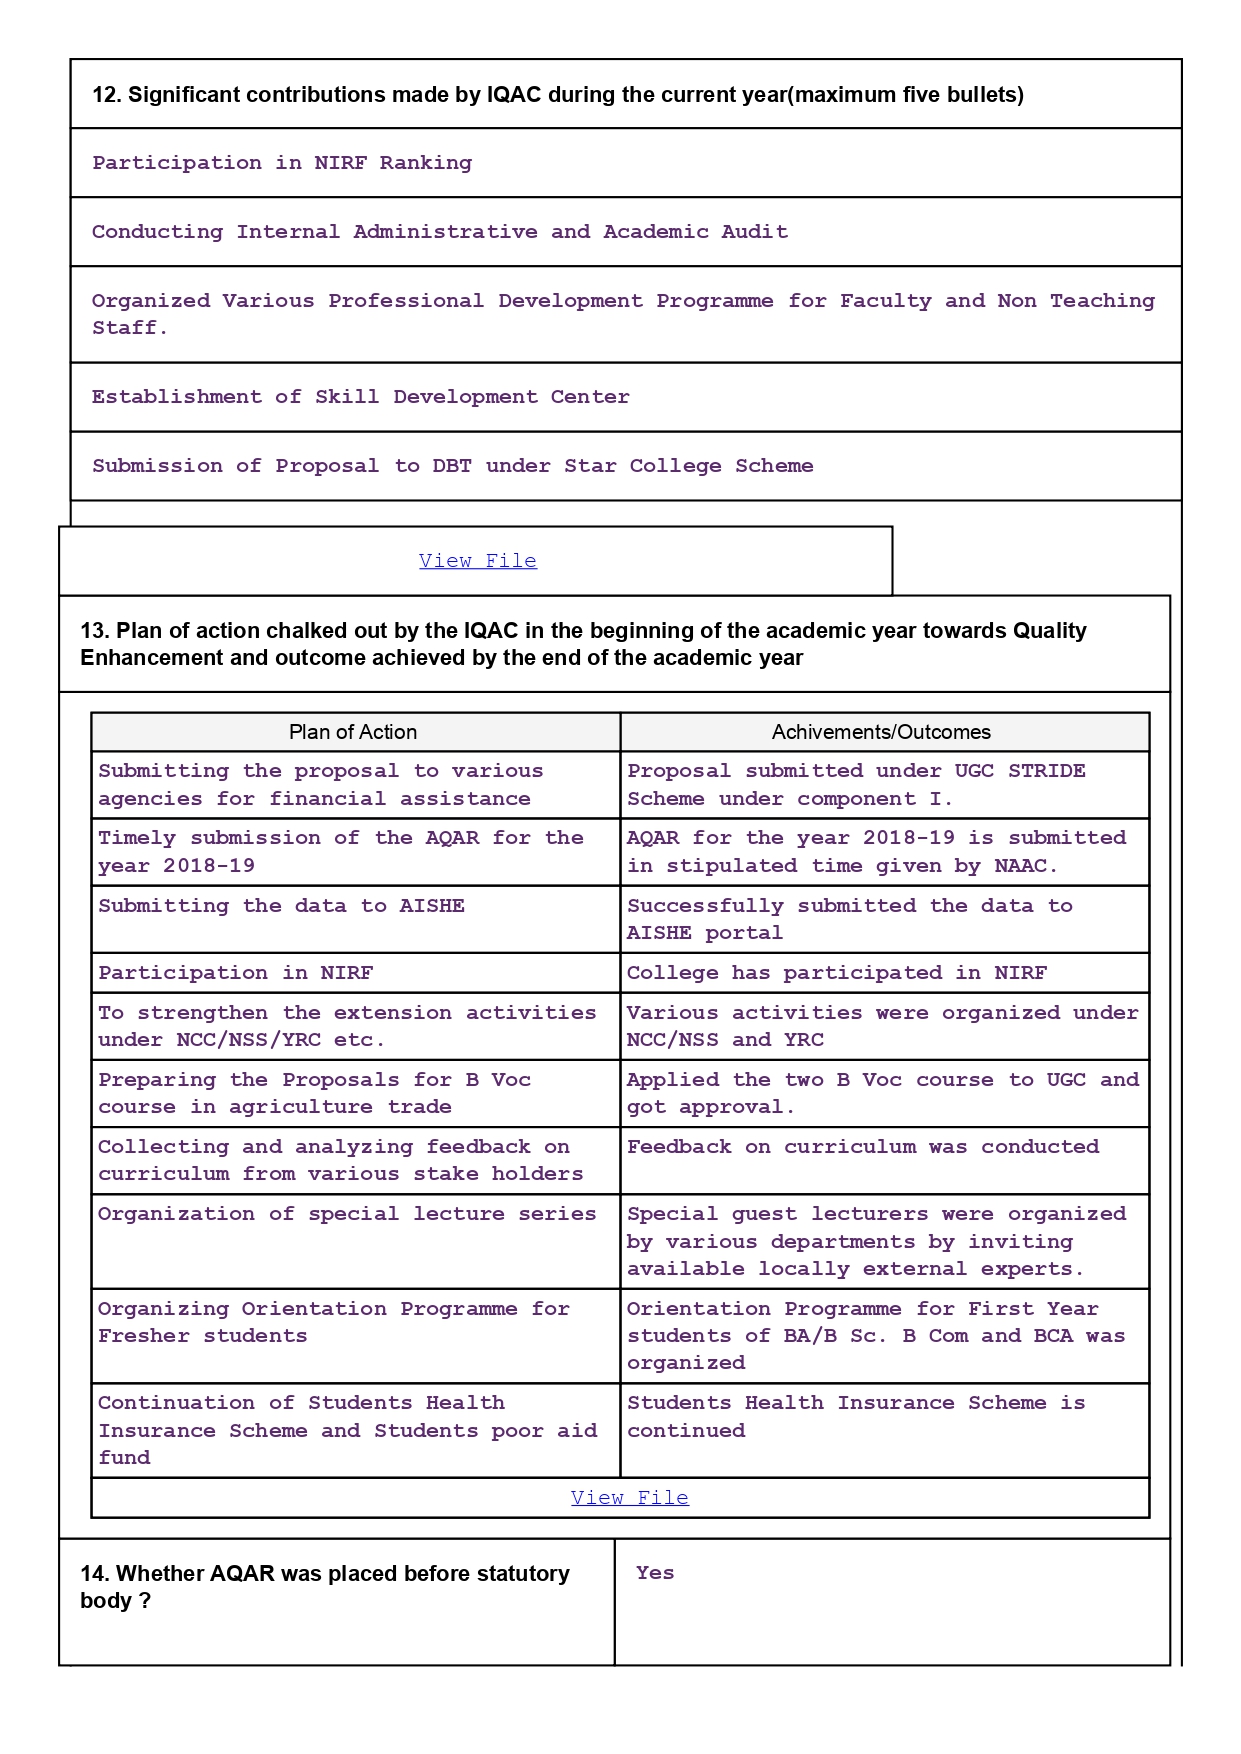 12. Significant contributions made by IQAC during the current year(maximum five bullets)
Participation in NIRF Ranking
Conducting Internal Administrative and Academic Audit
Organized Various Professional Development Programme for Faculty and Non Teaching
Staff.
Establishment of Skill Development Center
Submission of Proposal to DBT under Star College Scheme
View File
13. Plan of action chalked out by the IQAC in the beginning of the academic year towards Quality
Enhancement and outcome achieved by the end of the academic year
Plan of Action
Achivements/Outcomes
Submitting the proposal to various
agencies for financial assistance
Proposal submitted under UGC STRIDE
Scheme under component I.
Timely submission of the AQAR for the
year 2018-19
AQAR for the year 2018-19 is submitted
in stipulated time given by NAAC.
Submitting the data to AISHE
Successfully submitted the data to
AISHE portal
Participation in NIRF
College has participated in NIRF
To strengthen the extension activities
under NCC/NSS/YRC etc.
Various activities were organized under
NCC/NSS and YRC
Preparing the Proposals for B Voc
course in agriculture trade
Applied the two B Voc course to UGC and
got approval.
Collecting and analyzing feedback on
curriculum from various stake holders
Feedback on curriculum was conducted
Organization of special lecture series
Special guest lecturers were organized
by various departments by inviting
available locally external experts.
Organizing Orientation Programme for
Fresher students
Orientation Programme for First Year
students of BA/B Sc. B Com and BCA was
organized
Continuation of Students Health
Insurance Scheme and Students poor aid
fund
Students Health Insurance Scheme is
continued
View File
14. Whether AQAR was placed before statutory
body ?
Yes